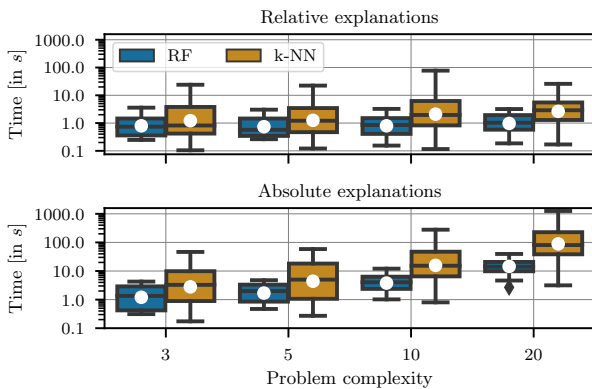 Relative explanations
Time [in s]
1000.0
100.0
10.0
1.0
0.1
RF
k-NN
Absolute explanations
Time [in s]
1000.0
100.0
10.0
1.0
0.1
3
5
10
20
Problem complexity